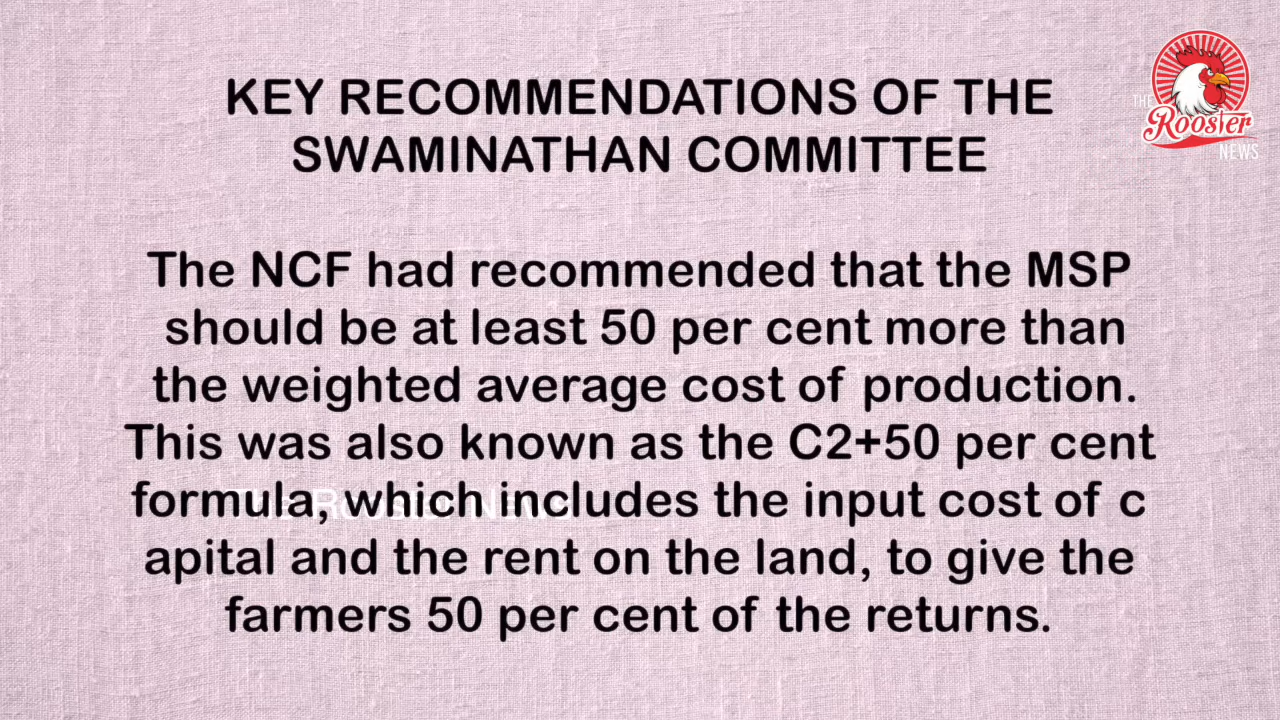 KEY RECOMMENDATIONS OF THE
SWAMINATHAN COMMITTEE
THE
Rooster
NEWS
The NCF had recommended that the MSP
should be at least 50 per cent more than
the weighted average cost of production.
This was also known as the C2+50 per cent
formula, which includes the input cost of c
apital and the rent on the land, to give the
farmers 50 per cent of the returns.